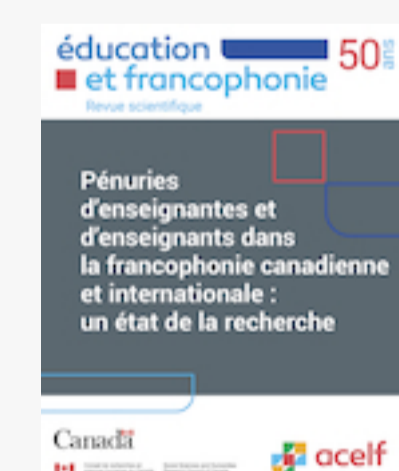 éducation
et francophonie
50 ans
Revue scientifique
Pénuries
d'enseignantes et
d'enseignants dans
la francophonie canadienne
et internationale :
un état de la recherche
Canada
acelf